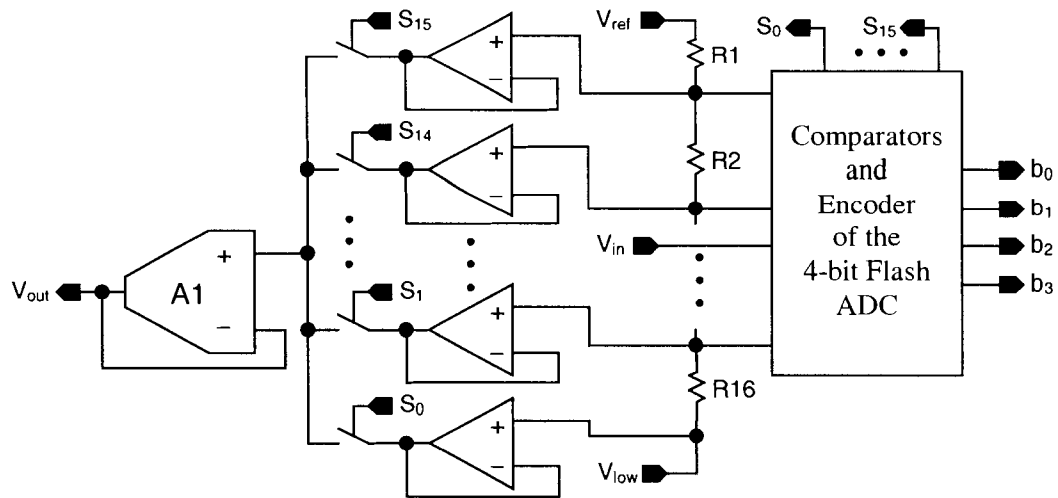 S15
Vref
S0
S15
+
−
R1
S14
+
−
R2
Comparators
and
Encoder
of the
4-bit Flash
ADC
b0
b1
b2
b3
Vin
Vout
A1
+
−
S1
+
−
R16
S0
+
−
Vlow